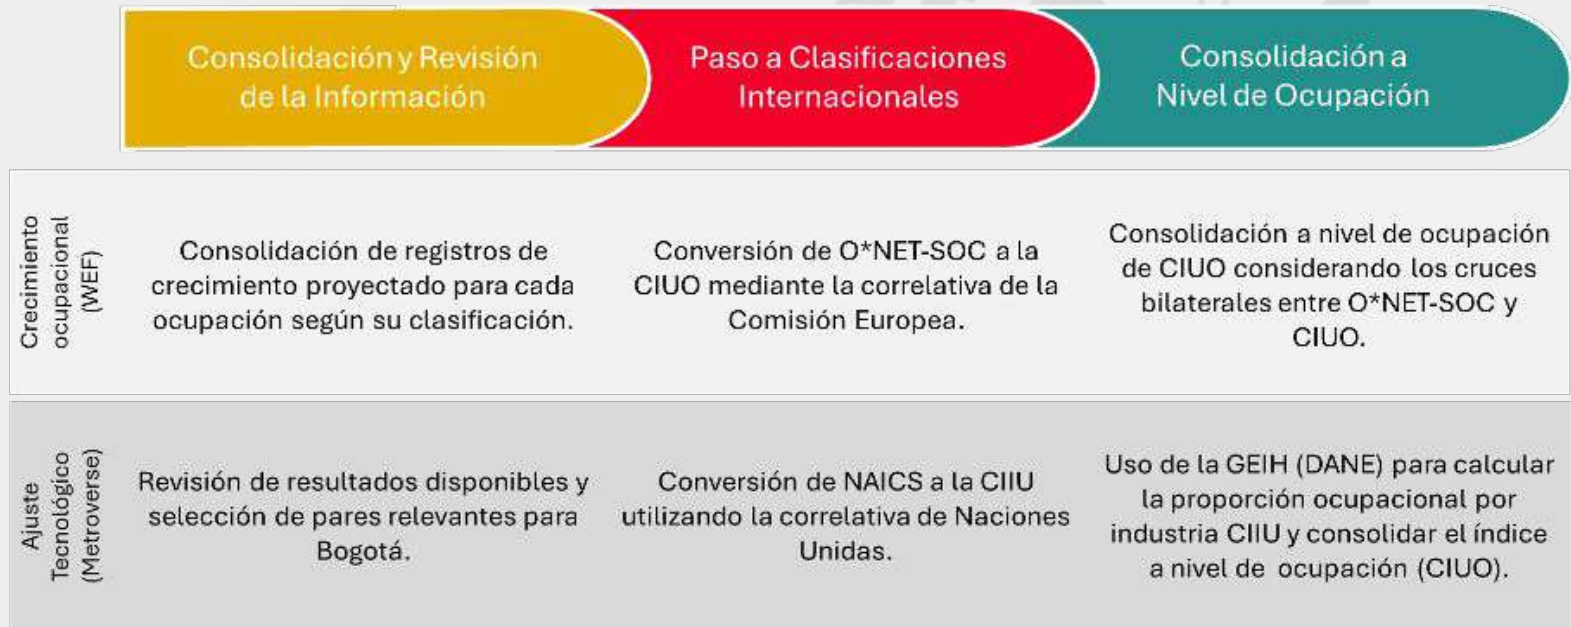 Consolidación y Revisión
de la Información
Paso a Clasificaciones
Internacionales
Consolidación a
Nivel de Ocupación
Crecimiento
ocupacional
(WEF)
Consolidación de registros de
crecimiento proyectado para cada
ocupación según su clasificación.
Conversión de O*NET-SOC a la
CIUO mediante la correlativa de la
Comisión Europea.
Consolidación a nivel de ocupación
de CIUO considerando los cruces
bilaterales entre O*NET-SOC y
CIUO.
Ajuste
Tecnológico
(Metroverse)
Revisión de resultados disponibles y
selección de pares relevantes para
Bogotá.
Conversión de NAICS a la CIIU
utilizando la correlativa de Naciones
Unidas.
Uso de la GEIH (DANE) para calcular
la proporción ocupacional por
industria CIIU y consolidar el índice
a nivel de ocupación (CIUO).